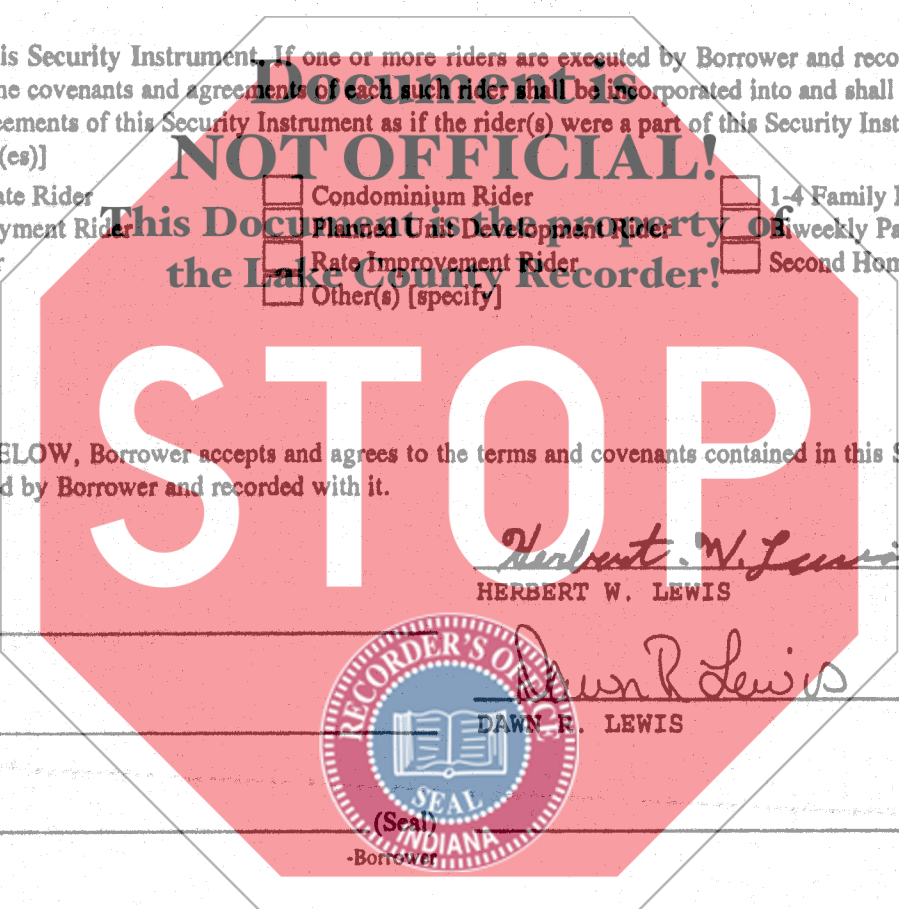 is Security Instrument. If one or more riders are executed by Borrower and reco
ne covenants and agreements of each such rider shall be incorporated into and shall
eements of this Security Instrument as if the rider(s) were a part of this Security Inst
(es)]
Document is
NOT OFFICIAL!
This Document is the property of
the Lake County Recorder!
ate Rider Condominium Rider 1-4 Family
yment Rider Planned Unit Development Rider Biweekly Pa
Rate Improvement Rider Second Hom
Other(s) [specify]
STOP
ELOW, Borrower accepts and agrees to the terms and covenants contained in this S
d by Borrower and recorded with it.
Herbert W. Lewis
HERBERT W. LEWIS
Dawn R Lewis
DAWN R. LEWIS
RECORDER'S OFFICE
SEAL
INDIANA
(Seal)
-Borrower